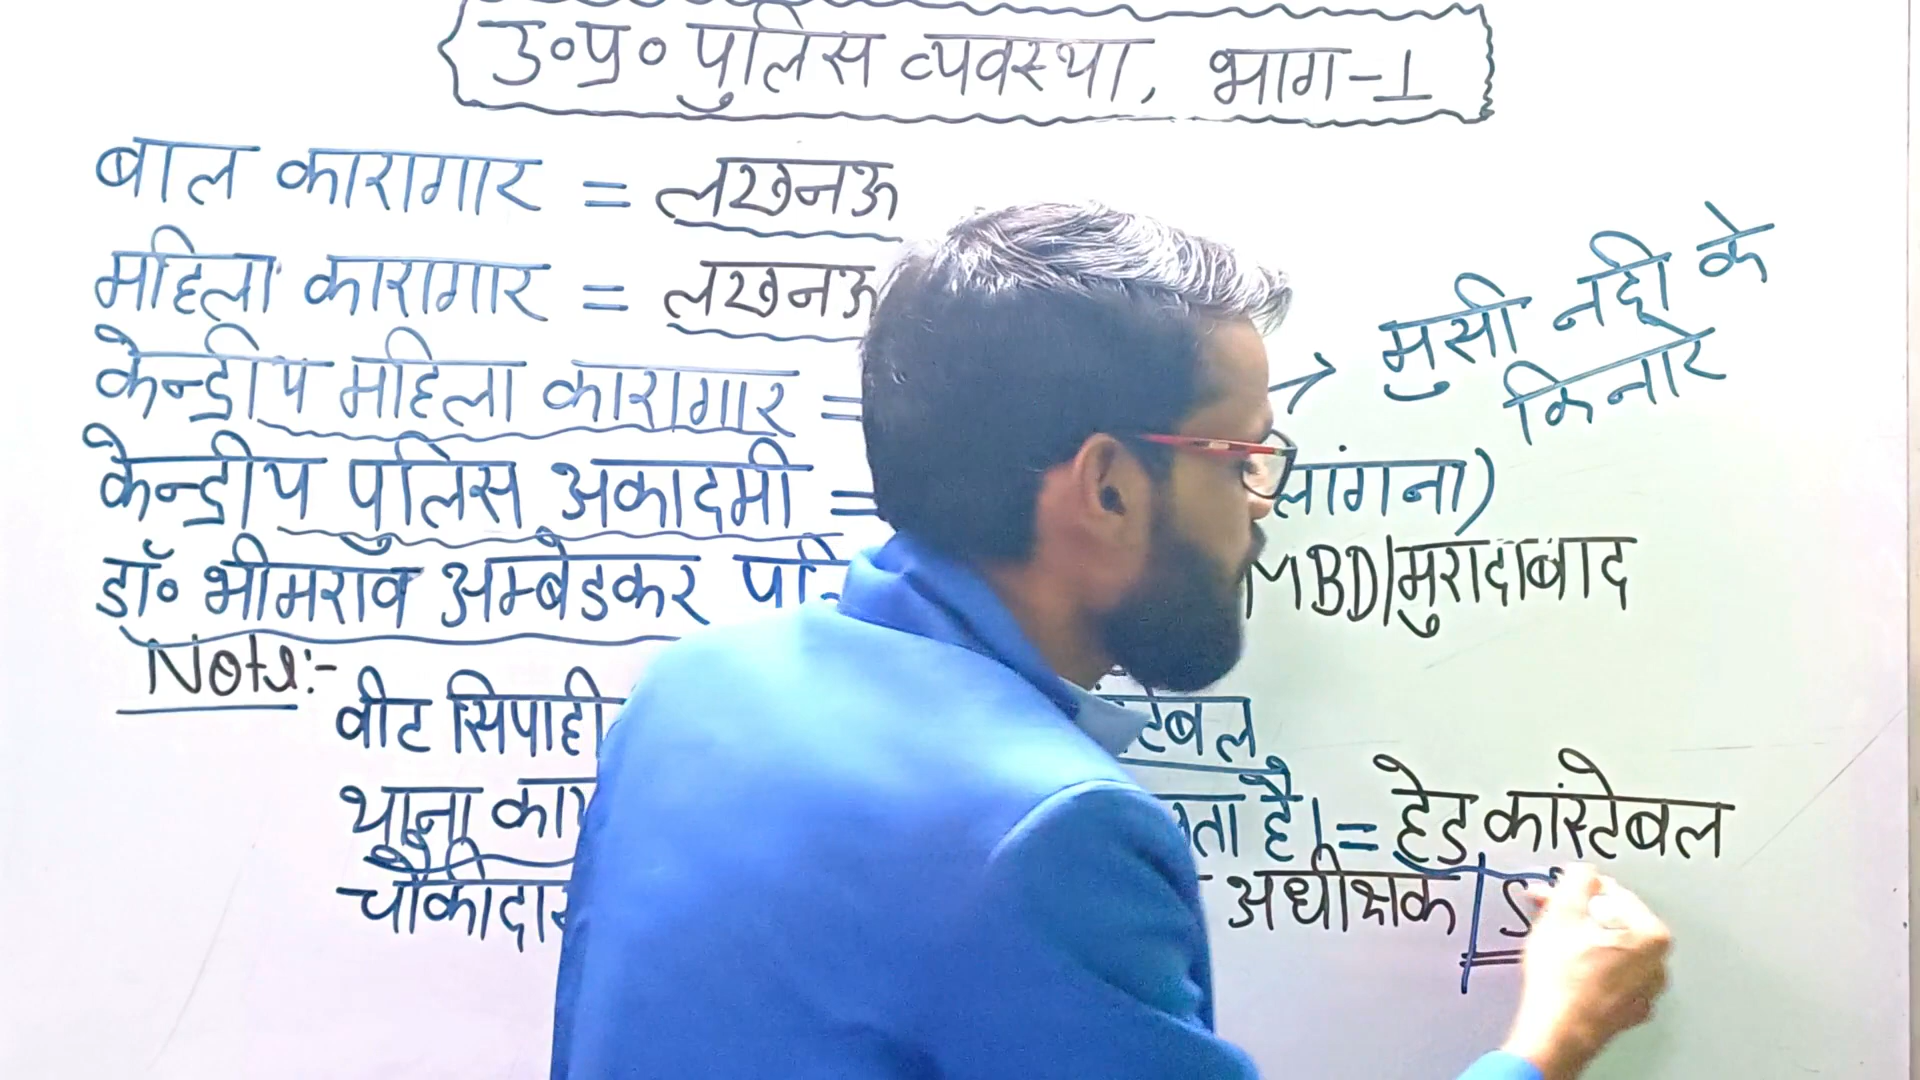 उ०प्र० पुलिस व्यवस्था, भाग-1
बाल कारागार = लखनऊ
महिला कारागार = लखनऊ
केन्द्रीय महिला कारागार =
→ मुसी नदी के
किनारे
केन्द्रीय पुलिस अकादमी = लांगना)
डॉ० भीमराव अम्बेडकर MBD/मुरादाबाद
Note:-
वीट सिपाही स्टेबल
थाना का ता है। = हेड कांस्टेबल
चौकीदार अधीक्षक | S